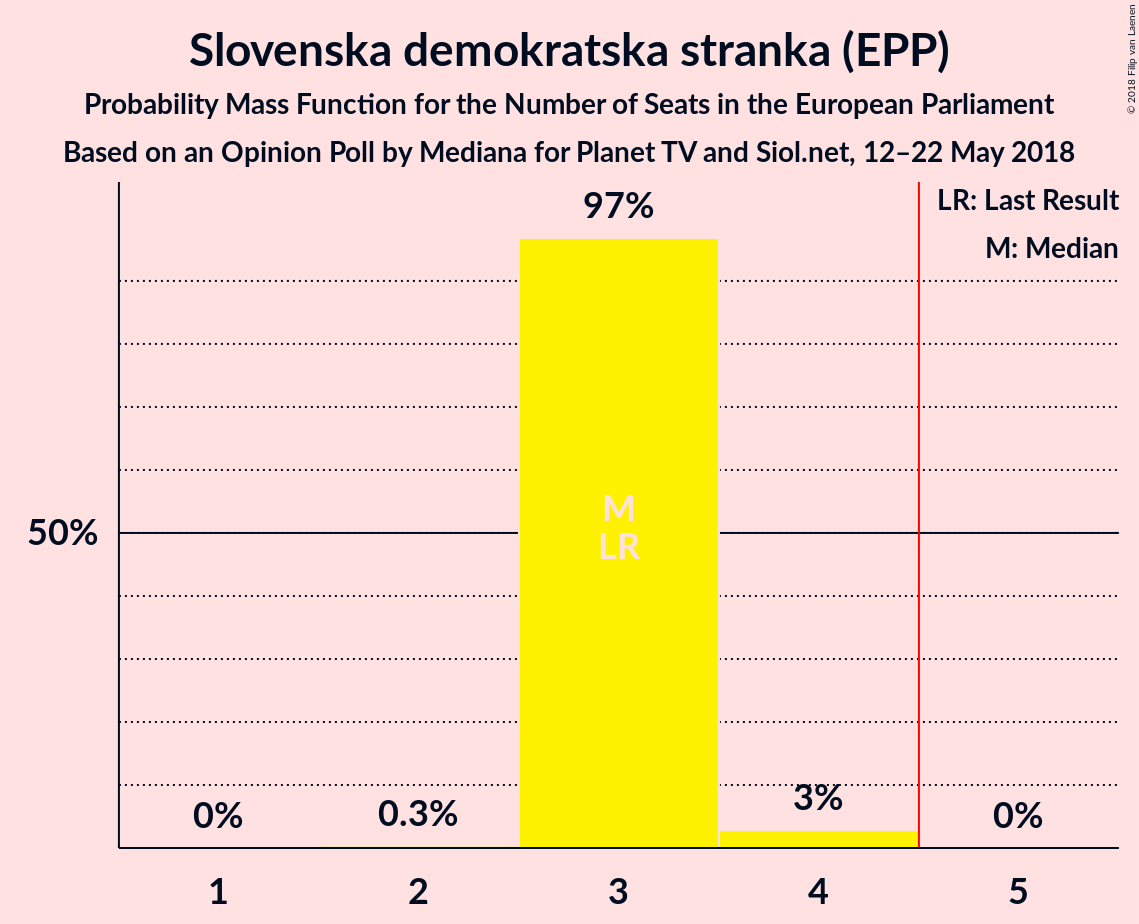 Slovenska demokratska stranka (EPP)
Probability Mass Function for the Number of Seats in the European Parliament
Based on an Opinion Poll by Mediana for Planet TV and Siol.net, 12–22 May 2018
© 2018 Filip van Laenen
LR: Last Result
M: Median
97%
50%
M
LR
0%
0.3%
3%
0%
1
2
3
4
5